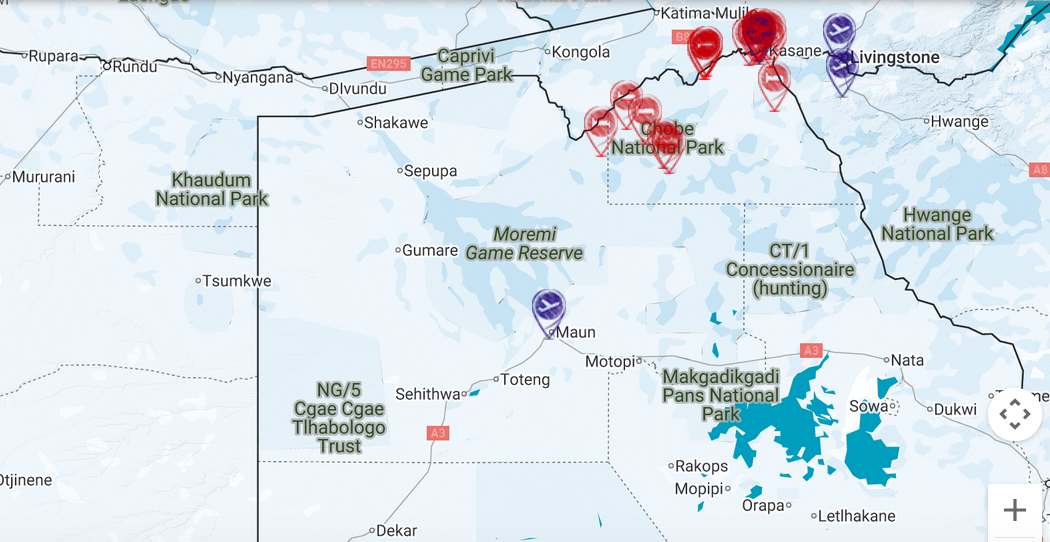 Katima Mulil
B8
Kasane
Livingstone
Rupara
Rundu
Nyangana
EN295
Caprivi
Game Park
Kongola
DIvundu
Shakawe
Hwange
Chobe
National Park
A8
Mururani
Khaudum
National Park
Sepupa
Moremi
Game Reserve
Gumare
Hwange
National Park
CT/1
Concessionaire
(hunting)
Tsumkwe
Maun
Motopi
A3
Nata
Toteng
Sehithwa
NG/5
Cgae Cgae
Tlhabologo
Trust
Makgadikgadi
Pans National
Park
Sowa
Dukwi
A3
Rakops
Mopipi
Orapa
Letlhakane
Otjinene
Dekar